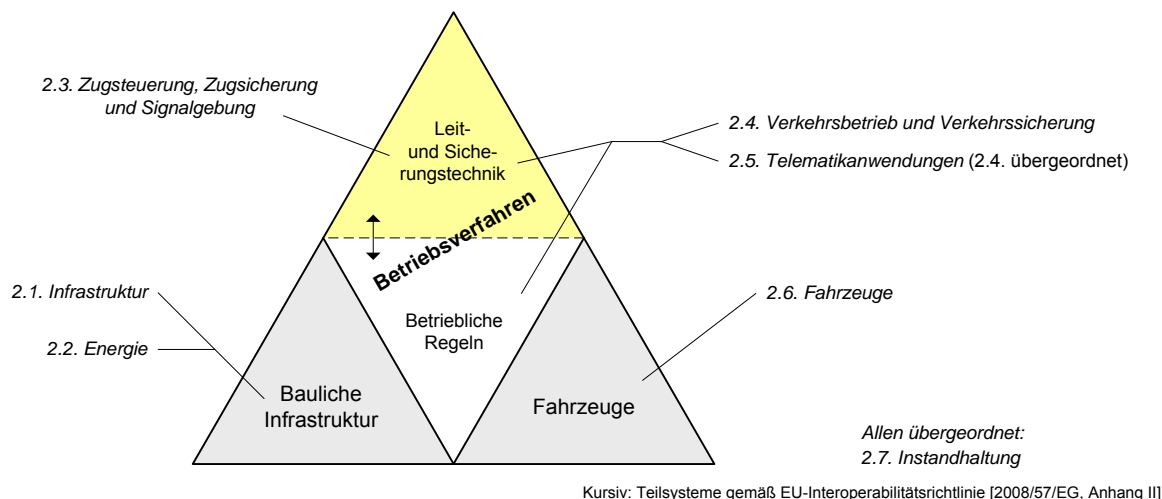 2.3. Zugsteuerung, Zugsicherung
und Signalgebung
Leit-
und Siche-
rungstechnik
2.4. Verkehrsbetrieb und Verkehrssicherung
2.5. Telematikanwendungen (2.4. übergeordnet)
Betriebsverfahren
2.1. Infrastruktur
2.2. Energie
2.6. Fahrzeuge
Betriebliche
Regeln
Bauliche
Infrastruktur
Fahrzeuge
Allen übergeordnet:
2.7. Instandhaltung
Kursiv: Teilsysteme gemäß EU-Interoperabilitätsrichtlinie [2008/57/EG, Anhang II]